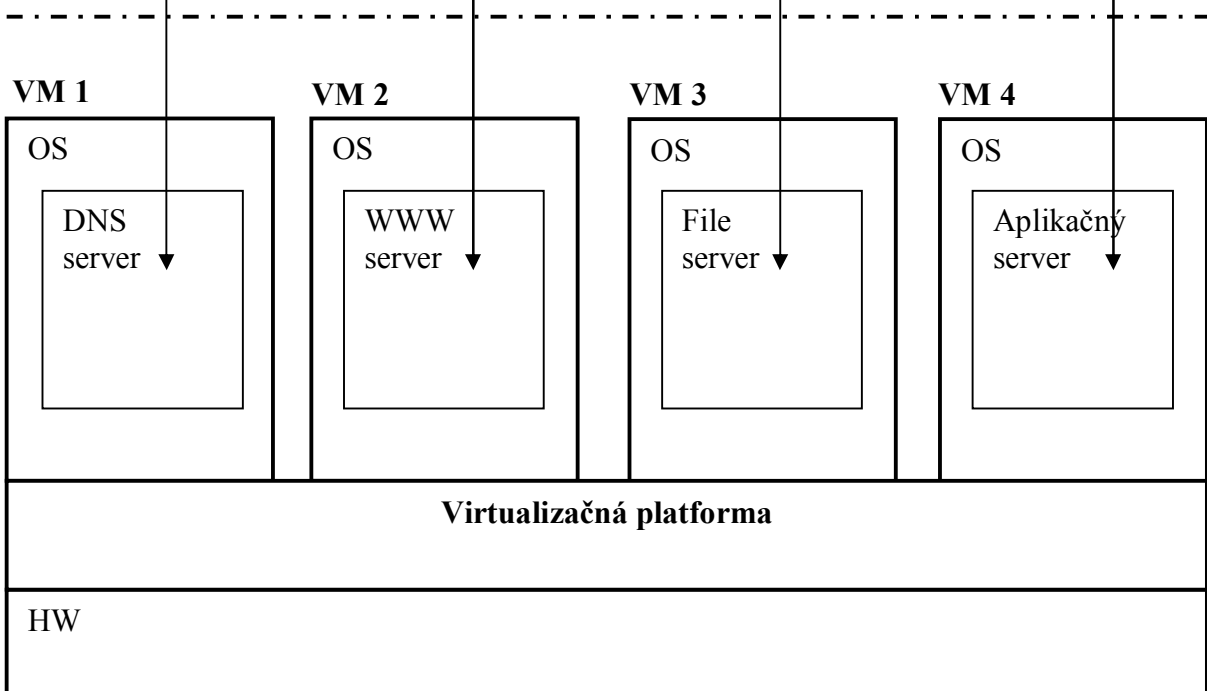 VM 1
VM 2
VM 3
VM 4
OS
OS
OS
OS
DNS
server
WWW
server
File
server
Aplikačný
server
Virtualizačná platforma
HW